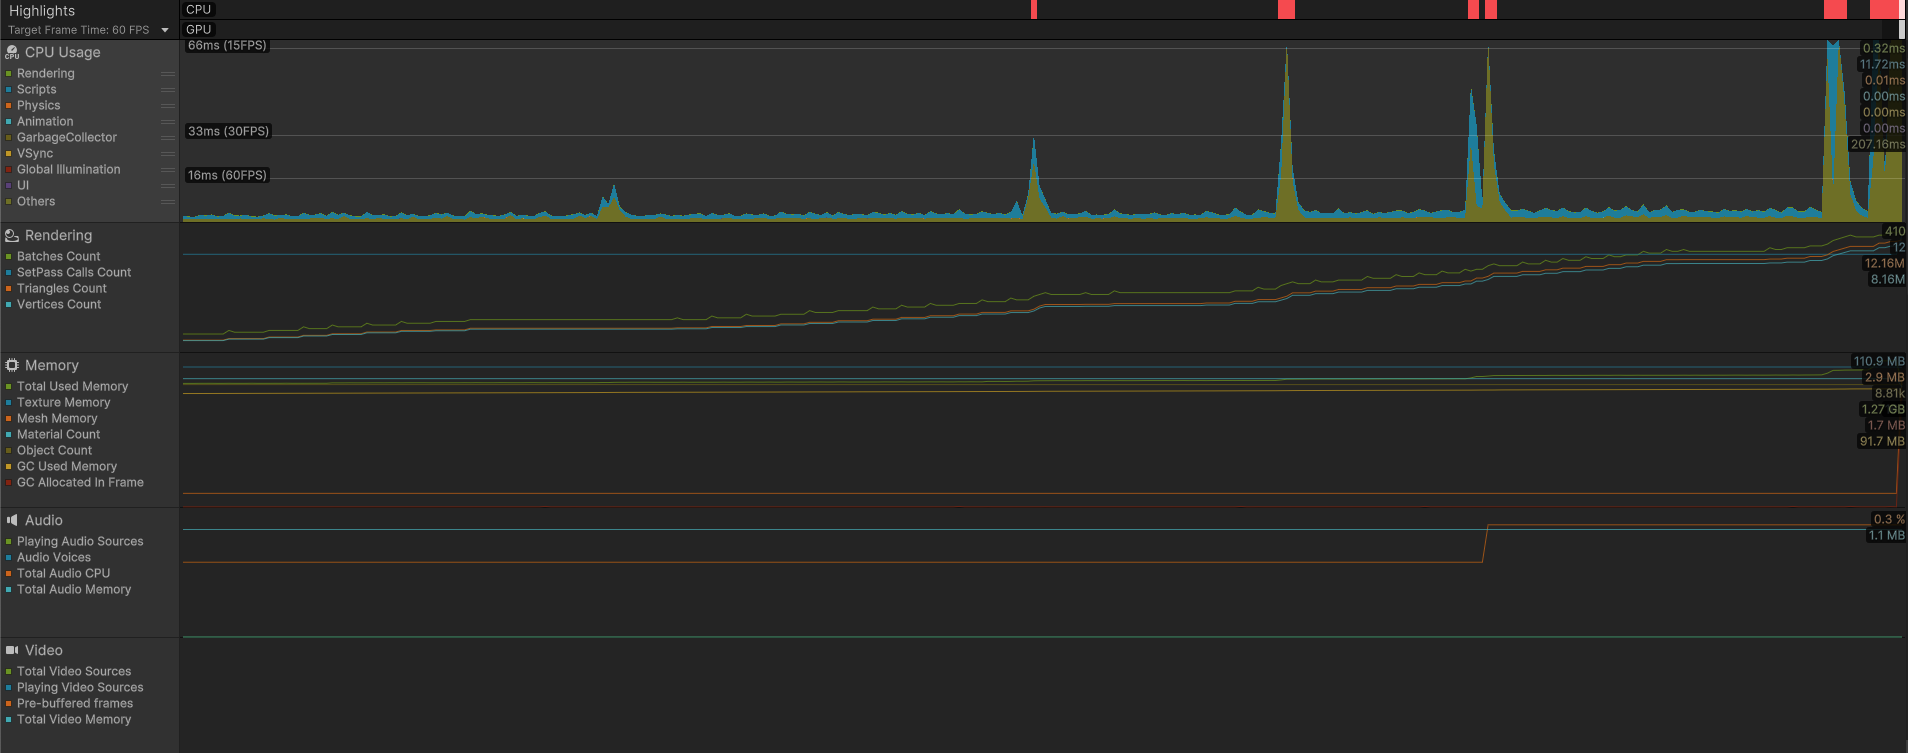 Highlights
Target Frame Time: 60 FPS
CPU
GPU
CPU
CPU Usage
Rendering
Scripts
Physics
Animation
GarbageCollector
VSync
Global Illumination
UI
Others
66ms (15FPS)
33ms (30FPS)
16ms (60FPS)
0.32ms
11.72ms
0.01ms
0.00ms
0.00ms
0.00ms
207.16ms
Rendering
Batches Count
SetPass Calls Count
Triangles Count
Vertices Count
410
12
12.16M
8.16M
Memory
Total Used Memory
Texture Memory
Mesh Memory
Material Count
Object Count
GC Used Memory
GC Allocated In Frame
110.9 MB
2.9 MB
8.81k
1.27 GB
1.7 MB
91.7 MB
Audio
Playing Audio Sources
Audio Voices
Total Audio CPU
Total Audio Memory
0.3 %
1.1 MB
Video
Total Video Sources
Playing Video Sources
Pre-buffered frames
Total Video Memory